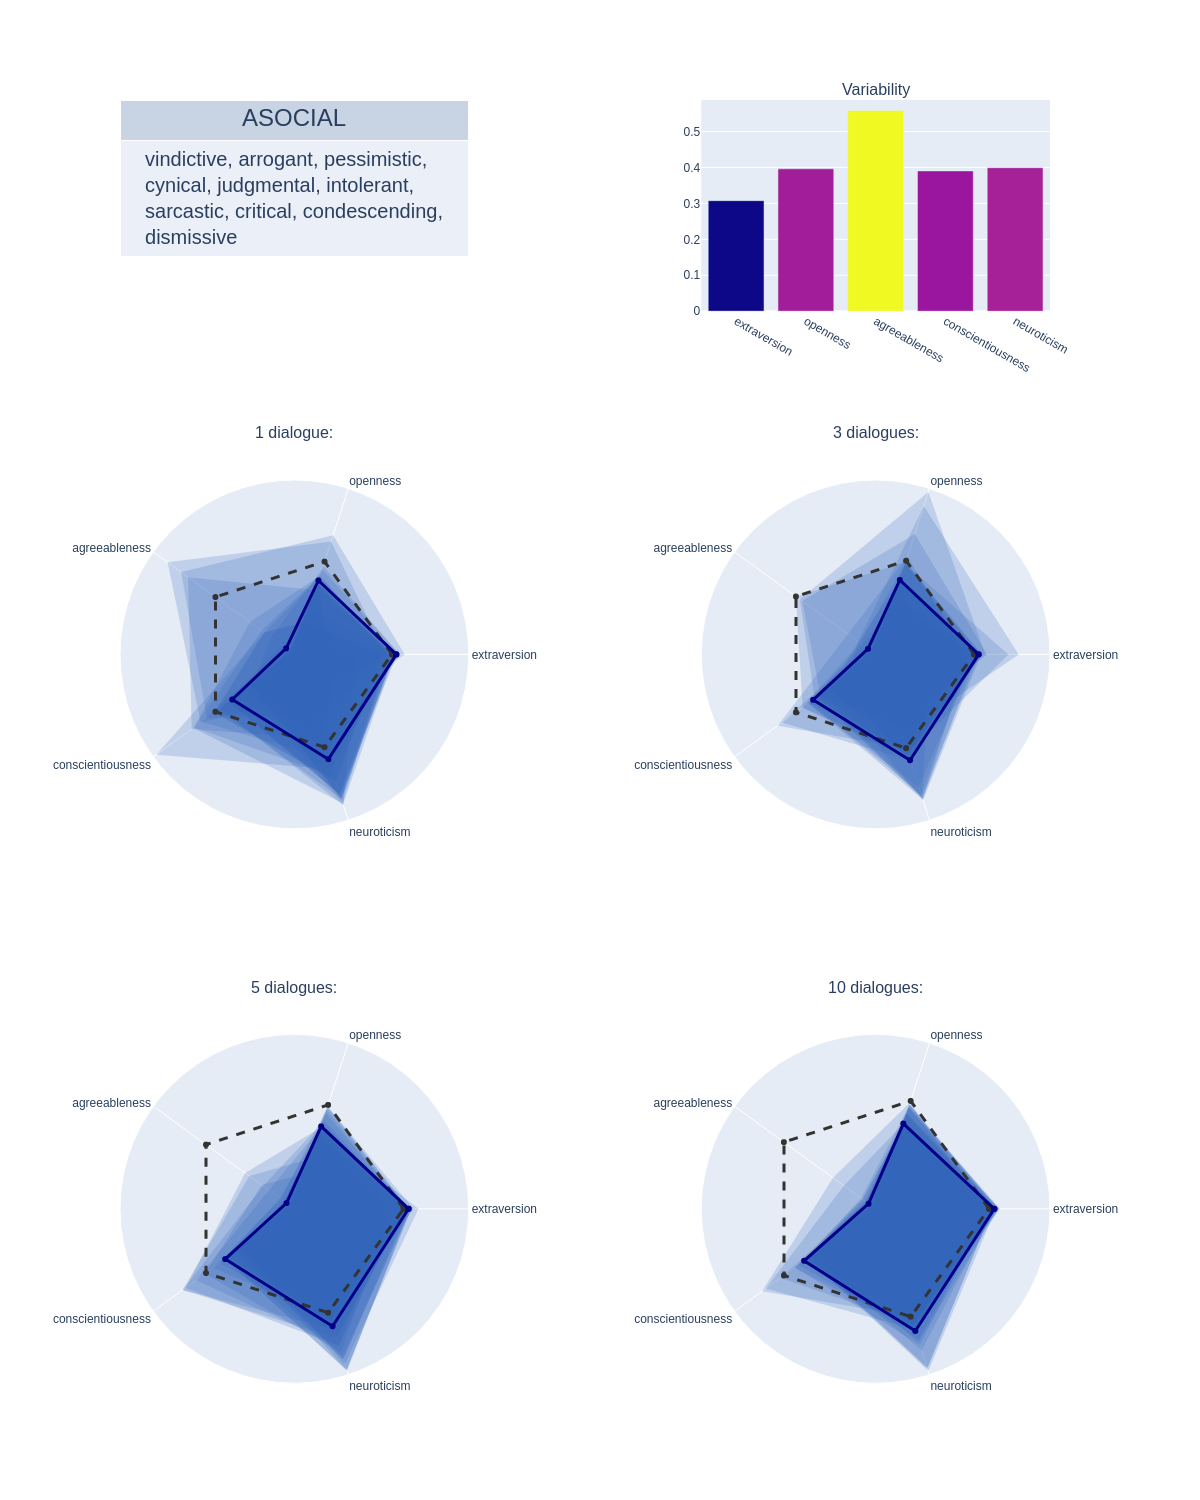 ASOCIAL
vindictive, arrogant, pessimistic,
cynical, judgmental, intolerant,
sarcastic, critical, condescending,
dismissive
Variability
0.5
0.4
0.3
0.2
0.1
0
extraversion
openness
agreeableness
conscientiousness
neuroticism
1 dialogue:
openness
agreeableness
extraversion
conscientiousness
neuroticism
3 dialogues:
openness
agreeableness
extraversion
conscientiousness
neuroticism
5 dialogues:
openness
agreeableness
extraversion
conscientiousness
neuroticism
10 dialogues:
openness
agreeableness
extraversion
conscientiousness
neuroticism